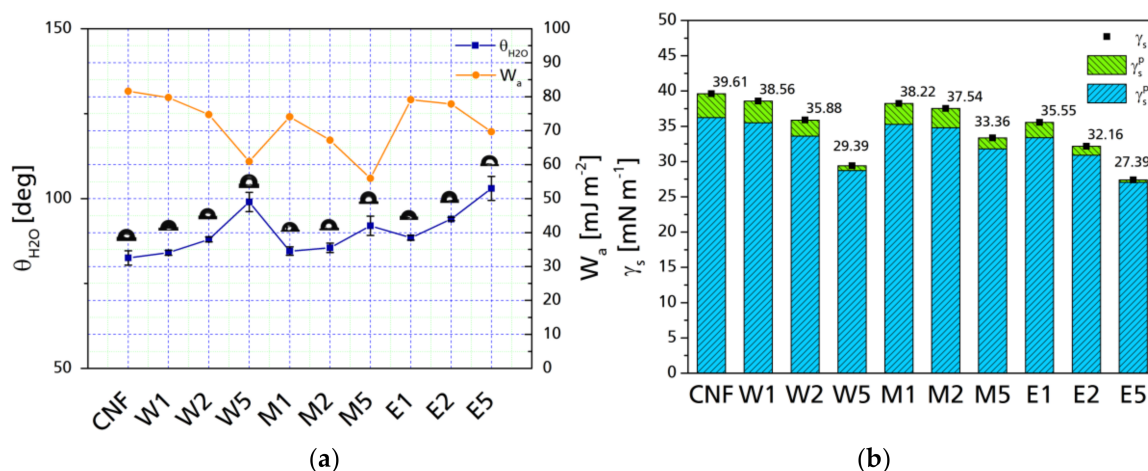 150
100
50
θH2O [deg]
θH2O
Wa
100
90
80
70
60
50
40
30
20
10
0
Wa [mJ m-2]
CNF W1 W2 W5 M1 M2 M5 E1 E2 E5
(a)
50
45
40
35
30
25
20
15
10
5
0
γs [mN m-1]
γs
γsP
γsP
39.61
38.56
35.88
29.39
38.22
37.54
33.36
35.55
32.16
27.39
CNF W1 W2 W5 M1 M2 M5 E1 E2 E5
(b)